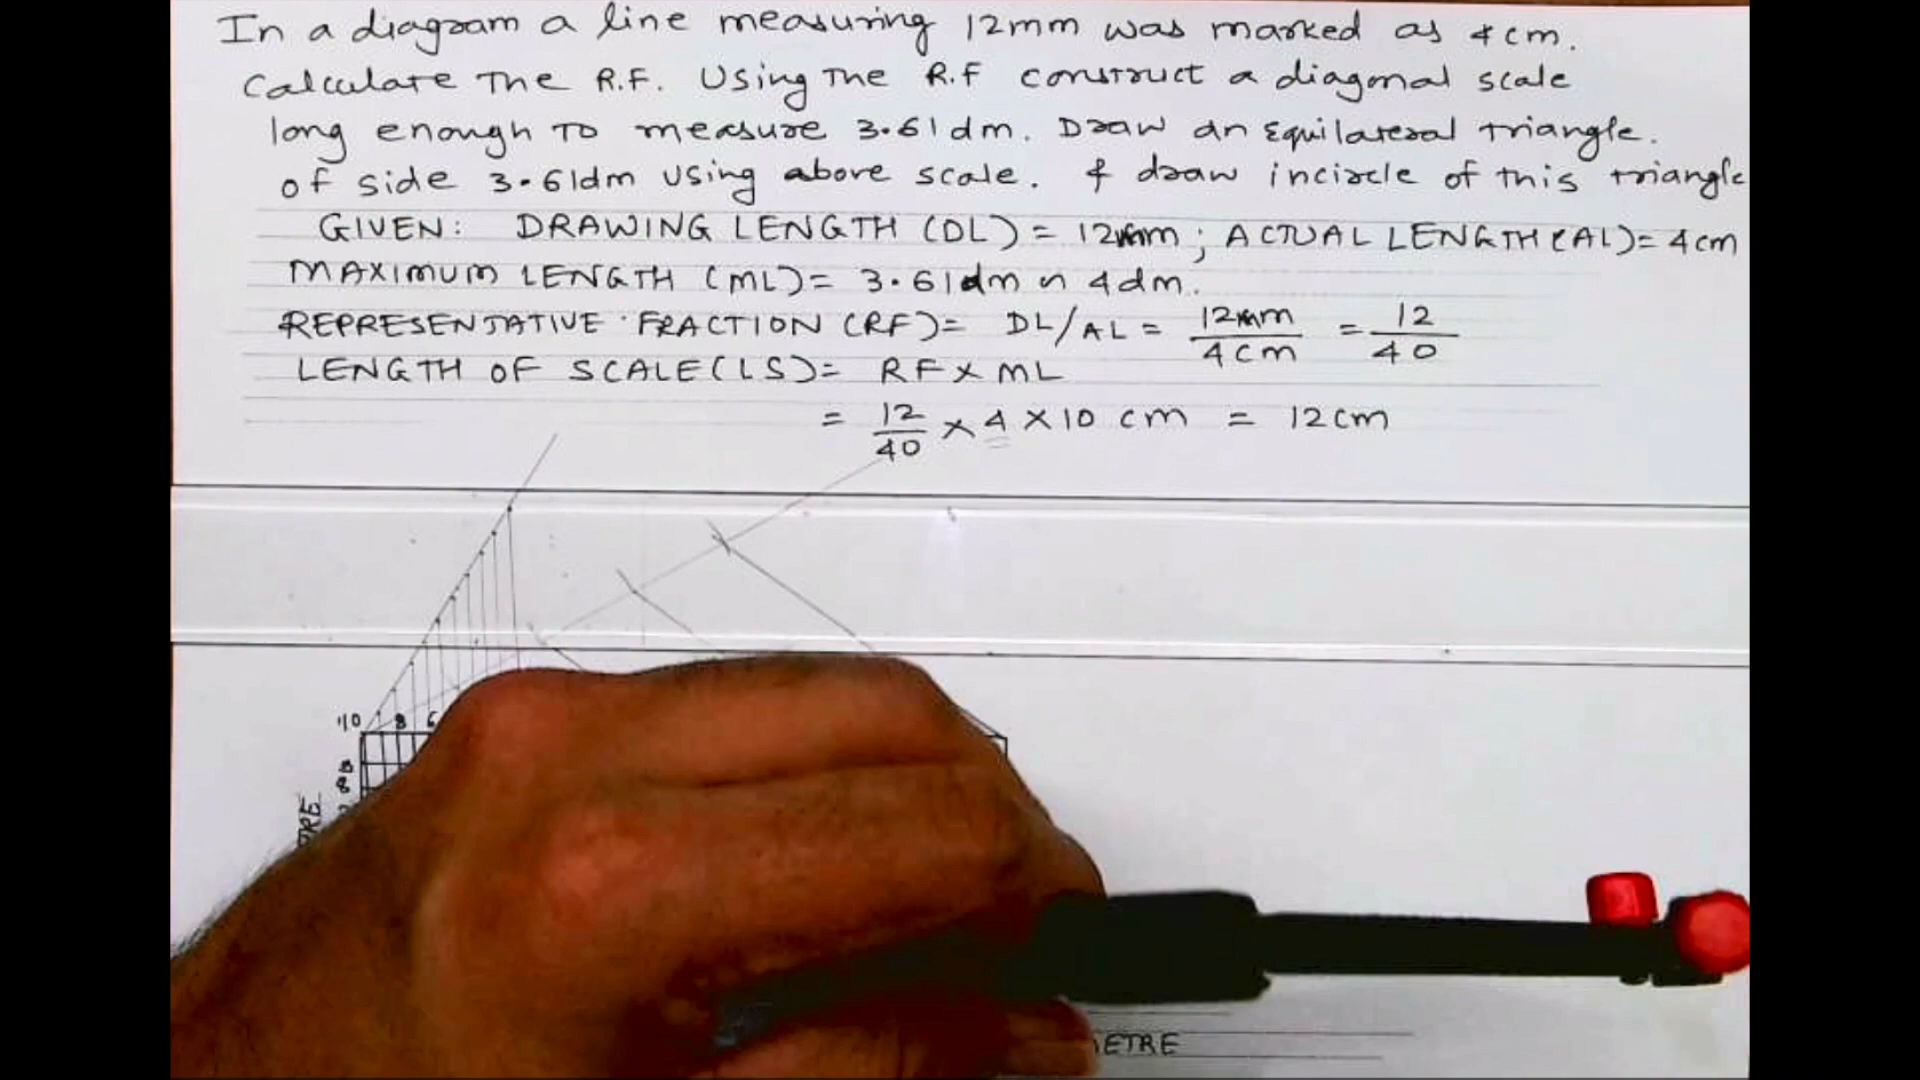 In a diagram a line measuring 12mm was marked as 4cm.
Calculate The R.F. Using The R.F construct a diagonal scale
long enough To measure 3.61dm. Draw an Equilateral triangle.
of side 3.61dm using above scale. & draw incircle of this triangle
GIVEN: DRAWING LENGTH (DL) = 12mm; ACTUAL LENGTH (AL)= 4cm
MAXIMUM LENGTH (ML)= 3.61dm ≈ 4dm.
REPRESENTATIVE FRACTION (RF)= DL/AL = 12mm/4cm = 12/40
LENGTH OF SCALE(LS)= RF X ML
= 12/40 X 4 X 10 cm = 12cm
10 8 6
8
ETRE